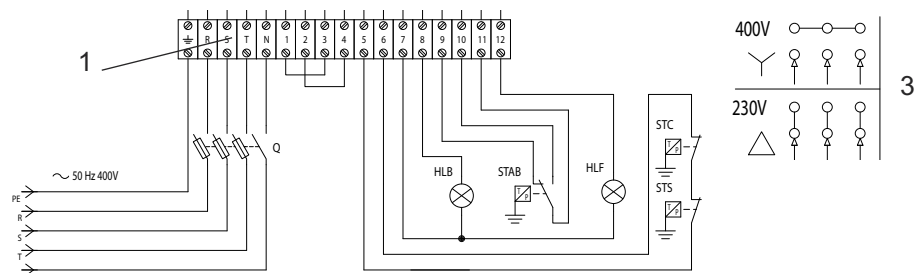 R S T N 1 2 3 4 5 6 7 8 9 10 11 12
1
Q
50 Hz 400V
PE
R
S
T
HLB
STAB
HLF
STC
STS
T P
T P
T P
400V
230V
3